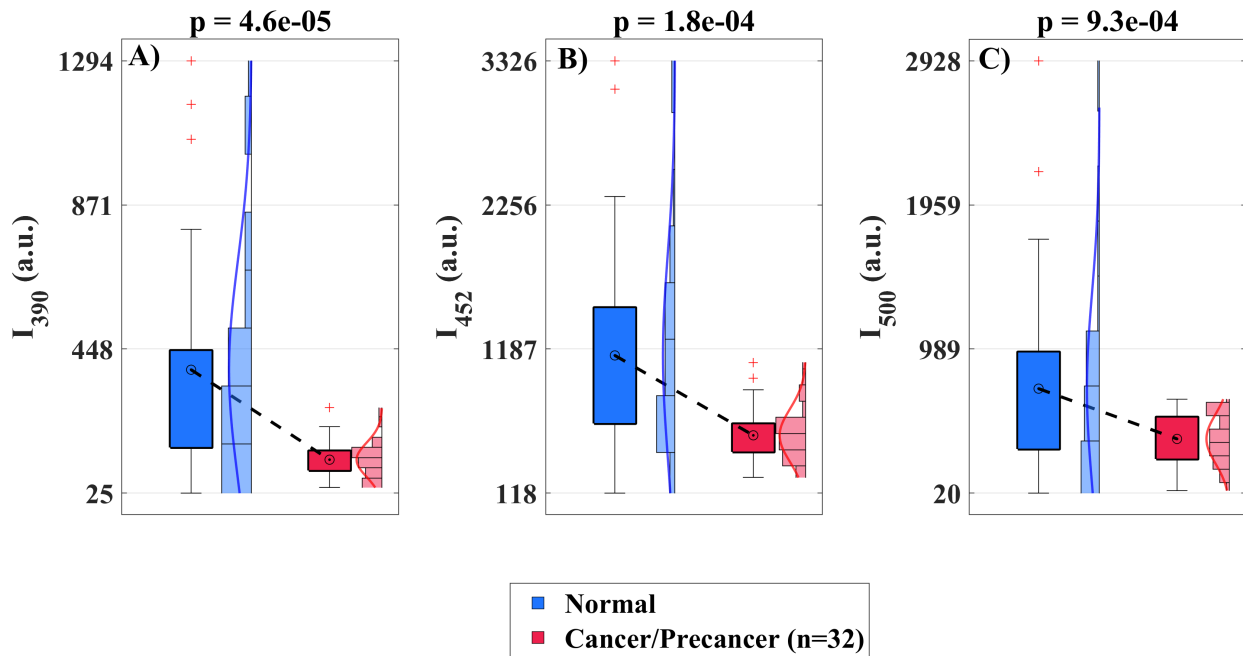 p = 4.6e-05
p = 1.8e-04
p = 9.3e-04
A)
1294
871
448
25
I390 (a.u.)
B)
3326
2256
1187
118
I452 (a.u.)
C)
2928
1959
989
20
I500 (a.u.)
Normal
Cancer/Precancer (n=32)